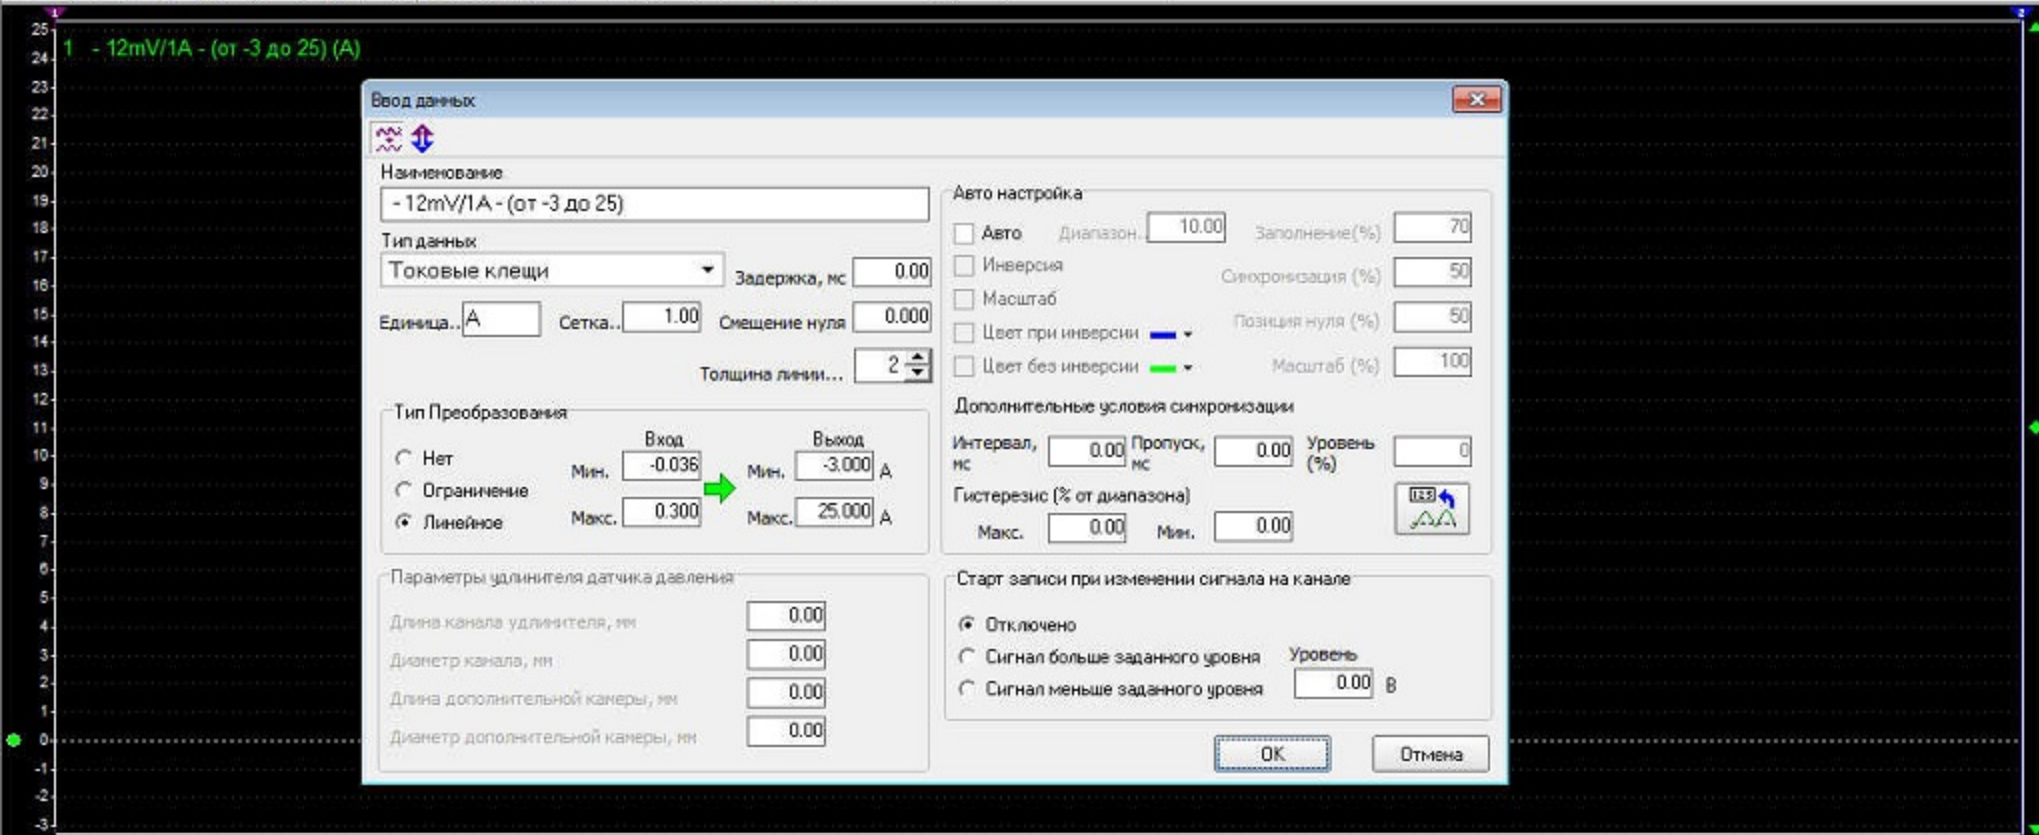 1
2
25
1 - 12mV/1A - (от -3 до 25) (A)
24
23
22
21
20
19
18
17
16
15
14
13
12
11
10
9
8
7
6
5
4
3
2
1
0
-1
-2
-3
Ввод данных
Наименование
- 12mV/1A - (от -3 до 25)
Тип данных
Токовые клещи
Задержка, мс 0.00
Единица.. A Сетка.. 1.00 Смещение нуля 0.000
Толщина линии... 2
Тип Преобразования
Вход Выход
Нет
Мин. -0.036 Мин. -3.000 A
Ограничение
Линейное
Макс. 0.300 Макс. 25.000 A
Параметры удлинителя датчика давления
Длина канала удлинителя, мм 0.00
Диаметр канала, мм 0.00
Длина дополнительной камеры, мм 0.00
Диаметр дополнительной камеры, мм 0.00
Авто настройка
Авто Диапазон.. 10.00 Заполнение(%) 70
Инверсия Синхронизация (%) 50
Масштаб
Цвет при инверсии Позиция нуля (%) 50
Цвет без инверсии Масштаб (%) 100
Дополнительные условия синхронизации
Интервал, мс 0.00 Пропуск, мс 0.00 Уровень (%) 0
Гистерезис (% от диапазона)
Макс. 0.00 Мин. 0.00
123
Старт записи при изменении сигнала на канале
Отключено
Сигнал больше заданного уровня Уровень
Сигнал меньше заданного уровня 0.00 В
OK Отмена